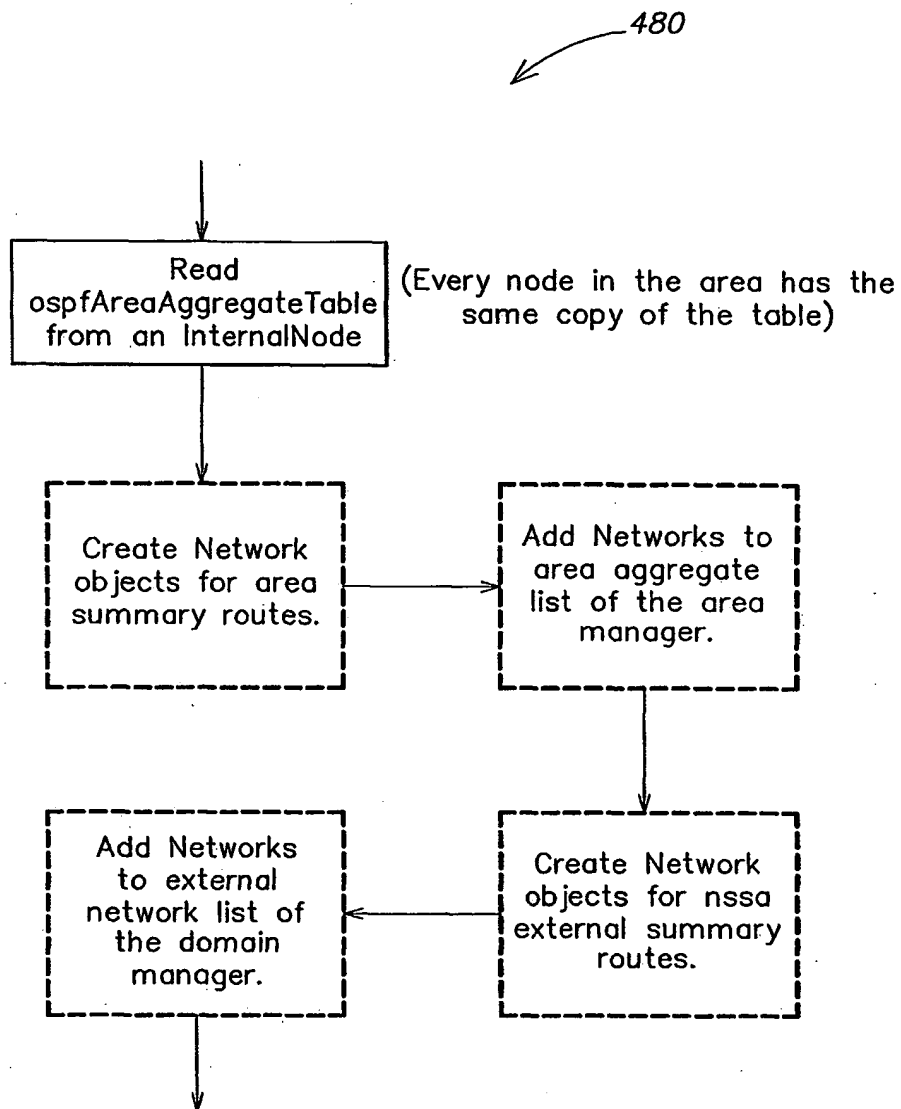 480
Read
ospfAreaAggregateTable
from an InternalNode
(Every node in the area has the
same copy of the table)
Create Network
objects for area
summary routes.
Add Networks to
area aggregate
list of the area
manager.
Create Network
objects for nssa
external summary
routes.
Add Networks
to external
network list of
the domain
manager.